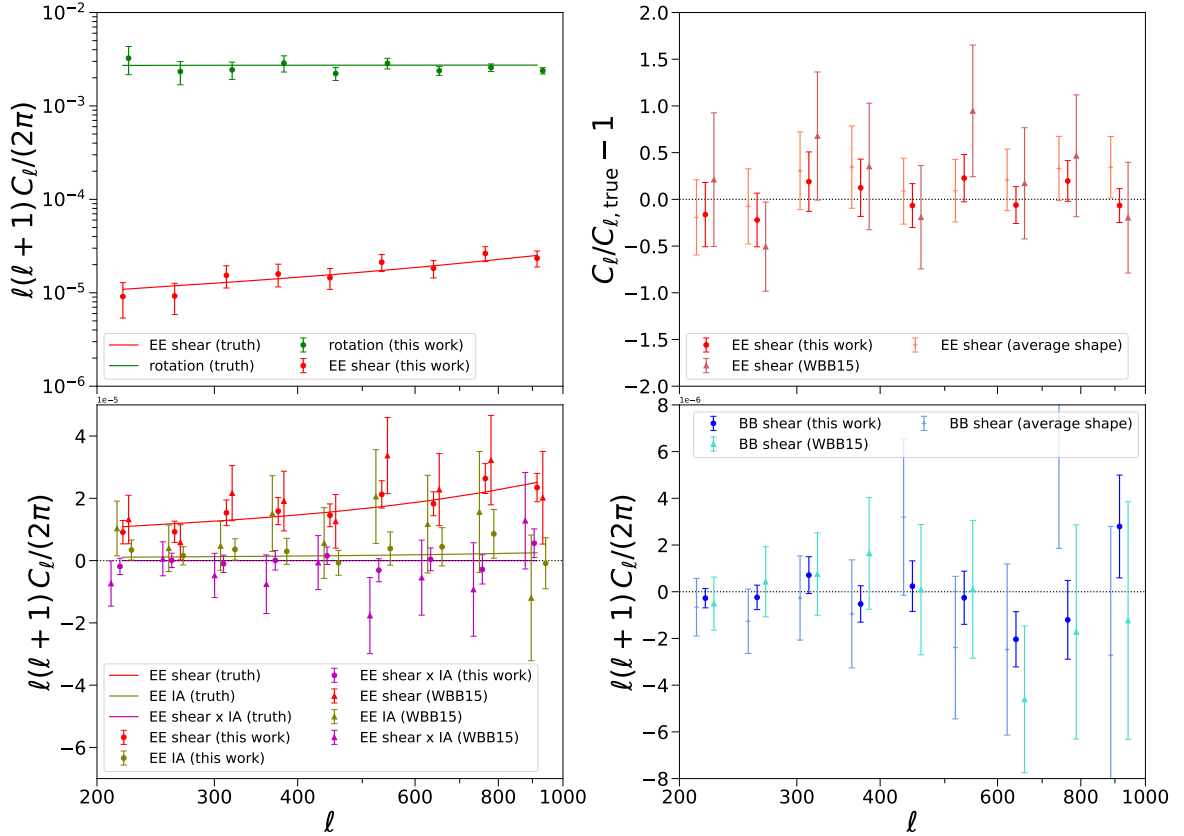 10⁻²
10⁻³
10⁻⁴
10⁻⁵
10⁻⁶
ℓ(ℓ + 1) C_ℓ/(2π)
EE shear (truth)
rotation (truth)
rotation (this work)
EE shear (this work)
2.0
1.5
1.0
0.5
0.0
−0.5
−1.0
−1.5
−2.0
C_ℓ/C_ℓ, true − 1
EE shear (this work)
EE shear (WBB15)
EE shear (average shape)
1e−5
4
2
0
−2
−4
−6
ℓ(ℓ + 1) C_ℓ/(2π)
EE shear (truth)
EE IA (truth)
EE shear x IA (truth)
EE shear (this work)
EE IA (this work)
EE shear x IA (this work)
EE shear (WBB15)
EE IA (WBB15)
EE shear x IA (WBB15)
200 300 400 600 1000
ℓ
1e−6
8
6
4
2
0
−2
−4
−6
−8
ℓ(ℓ + 1) C_ℓ/(2π)
BB shear (this work)
BB shear (WBB15)
BB shear (average shape)
200 300 400 600 1000
ℓ